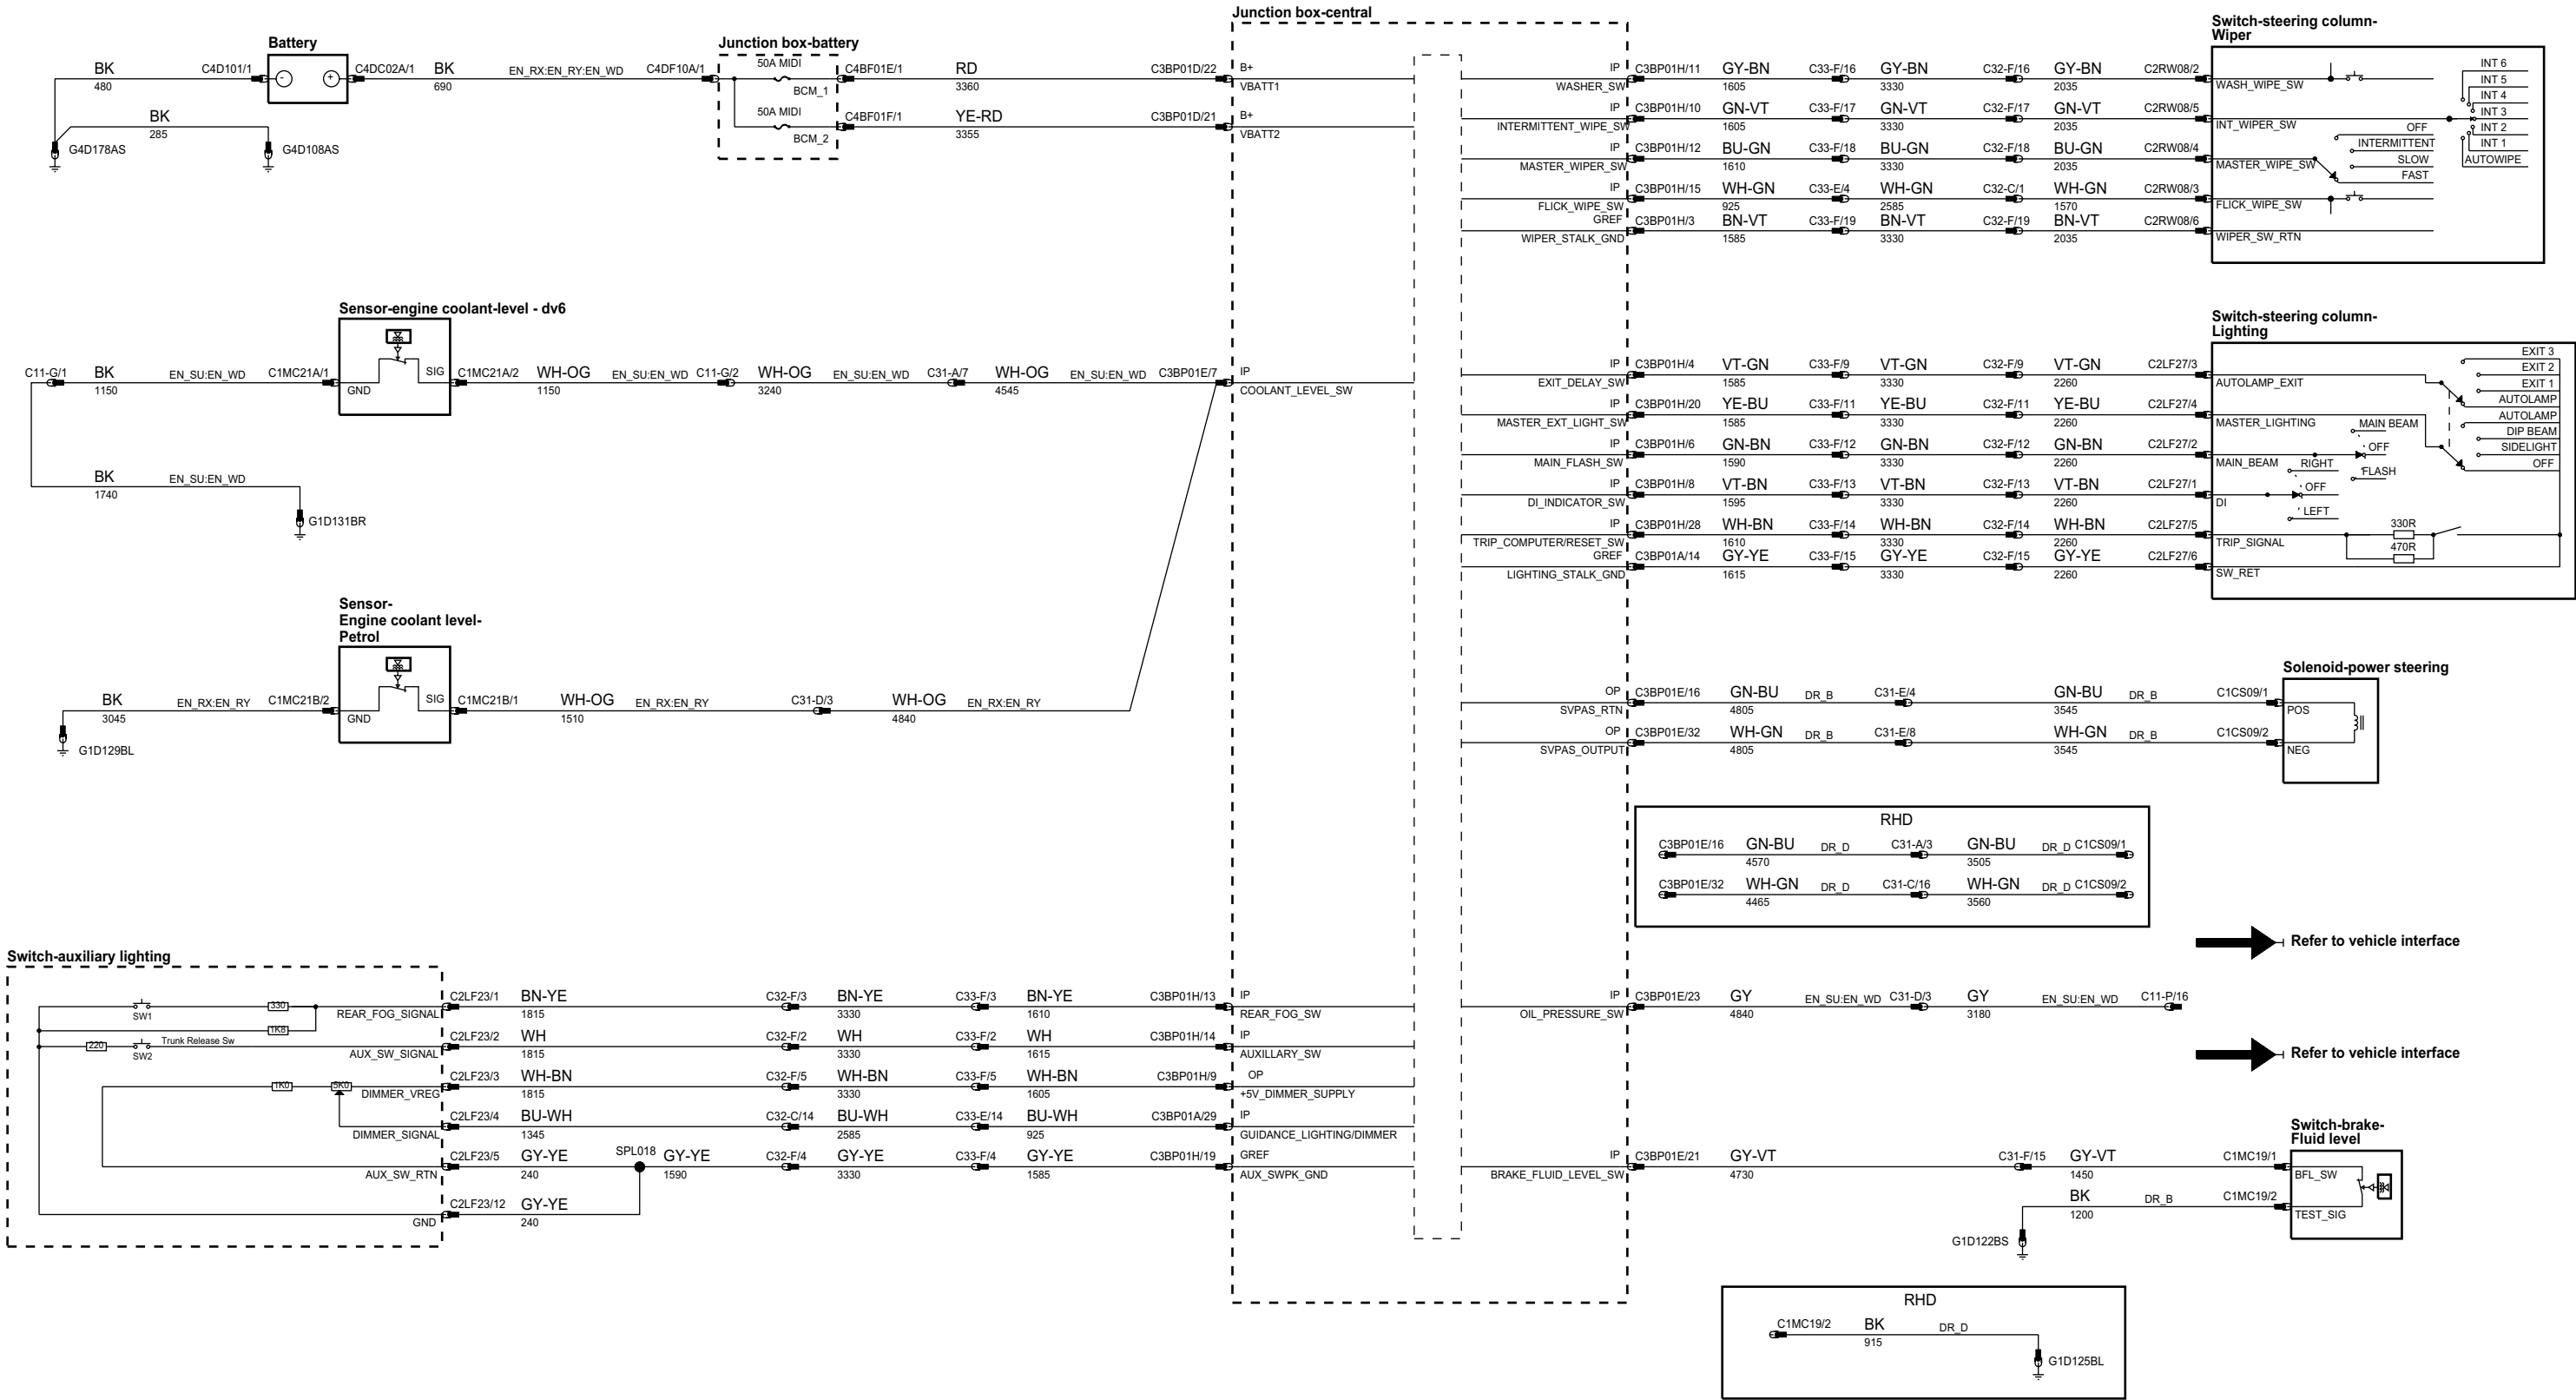 Junction box-central
Battery
Junction box-battery
BK
480
C4D101/1
-
+
C4DC02A/1
BK
690
EN_RX:EN_RY:EN_WD
C4DF10A/1
50A MIDI
BCM_1
C4BF01E/1
RD
3360
C3BP01D/22
B+
VBATT1
BK
285
50A MIDI
BCM_2
C4BF01F/1
YE-RD
3355
C3BP01D/21
B+
VBATT2
G4D178AS
G4D108AS
Switch-steering column-
Wiper
IP
WASHER_SW
C3BP01H/11
GY-BN
1605
C33-F/16
GY-BN
3330
C32-F/16
GY-BN
2035
C2RW08/2
WASH_WIPE_SW
IP
INTERMITTENT_WIPE_SW
C3BP01H/10
GN-VT
1605
C33-F/17
GN-VT
3330
C32-F/17
GN-VT
2035
C2RW08/5
INT_WIPER_SW
IP
MASTER_WIPER_SW
C3BP01H/12
BU-GN
1610
C33-F/18
BU-GN
3330
C32-F/18
BU-GN
2035
C2RW08/4
MASTER_WIPE_SW
IP
FLICK_WIPE_SW
C3BP01H/15
WH-GN
925
C33-E/4
WH-GN
2585
C32-C/1
WH-GN
1570
C2RW08/3
FLICK_WIPE_SW
GREF
WIPER_STALK_GND
C3BP01H/3
BN-VT
1585
C33-F/19
BN-VT
3330
C32-F/19
BN-VT
2035
C2RW08/6
WIPER_SW_RTN
INT 6
INT 5
INT 4
INT 3
INT 2
INT 1
AUTOWIPE
OFF
INTERMITTENT
SLOW
FAST
Sensor-engine coolant-level - dv6
C11-G/1
BK
1150
EN_SU:EN_WD
C1MC21A/1
GND
SIG
C1MC21A/2
WH-OG
1150
EN_SU:EN_WD
C11-G/2
WH-OG
3240
EN_SU:EN_WD
C31-A/7
WH-OG
4545
EN_SU:EN_WD
C3BP01E/7
IP
COOLANT_LEVEL_SW
BK
1740
EN_SU:EN_WD
G1D131BR
Switch-steering column-
Lighting
IP
EXIT_DELAY_SW
C3BP01H/4
VT-GN
1585
C33-F/9
VT-GN
3330
C32-F/9
VT-GN
2260
C2LF27/3
AUTOLAMP_EXIT
IP
MASTER_EXT_LIGHT_SW
C3BP01H/20
YE-BU
1585
C33-F/11
YE-BU
3330
C32-F/11
YE-BU
2260
C2LF27/4
MASTER_LIGHTING
IP
MAIN_FLASH_SW
C3BP01H/6
GN-BN
1590
C33-F/12
GN-BN
3330
C32-F/12
GN-BN
2260
C2LF27/2
MAIN_BEAM
IP
DI_INDICATOR_SW
C3BP01H/8
VT-BN
1595
C33-F/13
VT-BN
3330
C32-F/13
VT-BN
2260
C2LF27/1
DI
IP
TRIP_COMPUTER/RESET_SW
C3BP01H/28
WH-BN
1610
C33-F/14
WH-BN
3330
C32-F/14
WH-BN
2260
C2LF27/5
TRIP_SIGNAL
GREF
LIGHTING_STALK_GND
C3BP01A/14
GY-YE
1615
C33-F/15
GY-YE
3330
C32-F/15
GY-YE
2260
C2LF27/6
SW_RET
EXIT 3
EXIT 2
EXIT 1
AUTOLAMP
AUTOLAMP
DIP BEAM
SIDELIGHT
OFF
MAIN BEAM
OFF
FLASH
RIGHT
OFF
LEFT
330R
470R
Sensor-
Engine coolant level-
Petrol
BK
3045
EN_RX:EN_RY
C1MC21B/2
GND
SIG
C1MC21B/1
WH-OG
1510
EN_RX:EN_RY
C31-D/3
WH-OG
4840
EN_RX:EN_RY
G1D129BL
Solenoid-power steering
OP
SVPAS_RTN
C3BP01E/16
GN-BU
4805
DR_B
C31-E/4
GN-BU
3545
DR_B
C1CS09/1
POS
OP
SVPAS_OUTPUT
C3BP01E/32
WH-GN
4805
DR_B
C31-E/8
WH-GN
3545
DR_B
C1CS09/2
NEG
RHD
C3BP01E/16
GN-BU
4570
DR_D
C31-A/3
GN-BU
3505
DR_D
C1CS09/1
C3BP01E/32
WH-GN
4465
DR_D
C31-C/16
WH-GN
3560
DR_D
C1CS09/2
Refer to vehicle interface
Switch-auxiliary lighting
SW1
330
REAR_FOG_SIGNAL
C2LF23/1
BN-YE
1815
C32-F/3
BN-YE
3330
C33-F/3
BN-YE
1610
C3BP01H/13
IP
REAR_FOG_SW
1K8
220
SW2
Trunk Release Sw
AUX_SW_SIGNAL
C2LF23/2
WH
1815
C32-F/2
WH
3330
C33-F/2
WH
1615
C3BP01H/14
IP
AUXILLARY_SW
1K0
5K0
DIMMER_VREG
C2LF23/3
WH-BN
1815
C32-F/5
WH-BN
3330
C33-F/5
WH-BN
1605
C3BP01H/9
OP
+5V_DIMMER_SUPPLY
DIMMER_SIGNAL
C2LF23/4
BU-WH
1345
C32-C/14
BU-WH
2585
C33-E/14
BU-WH
925
C3BP01A/29
IP
GUIDANCE_LIGHTING/DIMMER
AUX_SW_RTN
C2LF23/5
GY-YE
240
SPL018
GY-YE
1590
C32-F/4
GY-YE
3330
C33-F/4
GY-YE
1585
C3BP01H/19
GREF
AUX_SWPK_GND
GND
C2LF23/12
GY-YE
240
IP
OIL_PRESSURE_SW
C3BP01E/23
GY
4840
EN_SU:EN_WD
C31-D/3
GY
3180
EN_SU:EN_WD
C11-P/16
Refer to vehicle interface
Switch-brake-
Fluid level
IP
BRAKE_FLUID_LEVEL_SW
C3BP01E/21
GY-VT
4730
C31-F/15
GY-VT
1450
C1MC19/1
BFL_SW
BK
1200
DR_B
C1MC19/2
TEST_SIG
G1D122BS
RHD
C1MC19/2
BK
915
DR_D
G1D125BL